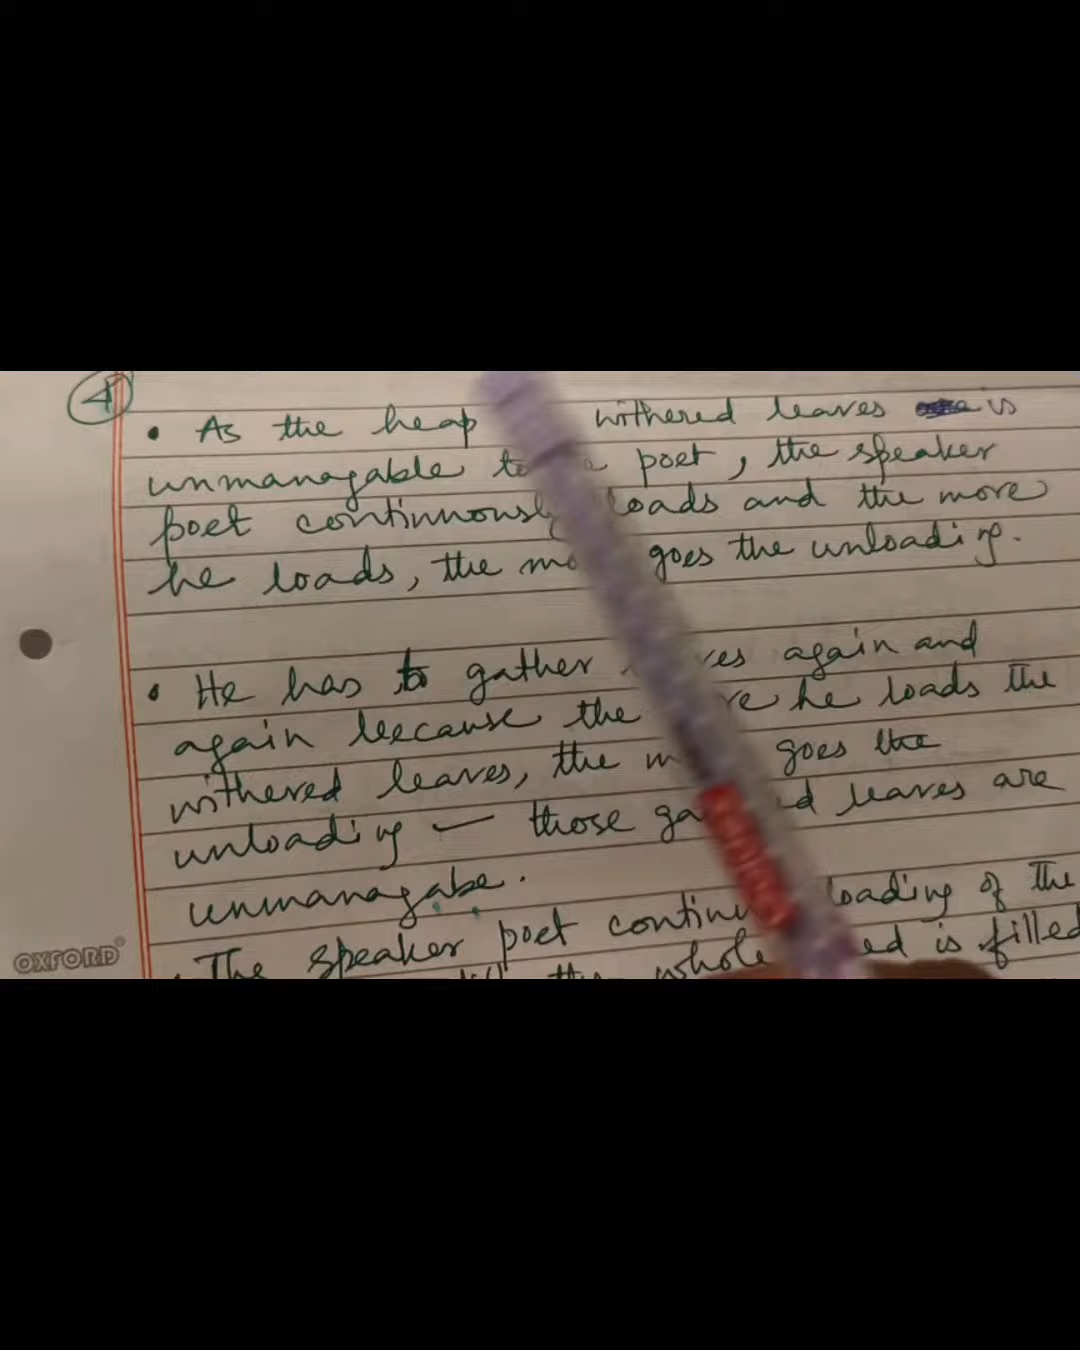 4
• As the heap withered leaves is
unmanagable poet, the speaker
poet continuously loads and the more
he loads, the goes the unloading.
• He has to gather again and
again because the he loads the
withered leaves, the goes the
unloading — those leaves are
unmanagabe.
• The speaker poet loading of the
the whole is filled
OXFORD